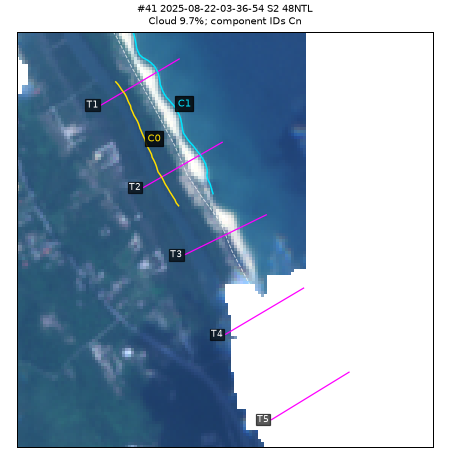 #41 2025-08-22-03-36-54 S2 48NTL
Cloud 9.7%; component IDs Cn
T1
C1
C0
T2
T3
T4
T5